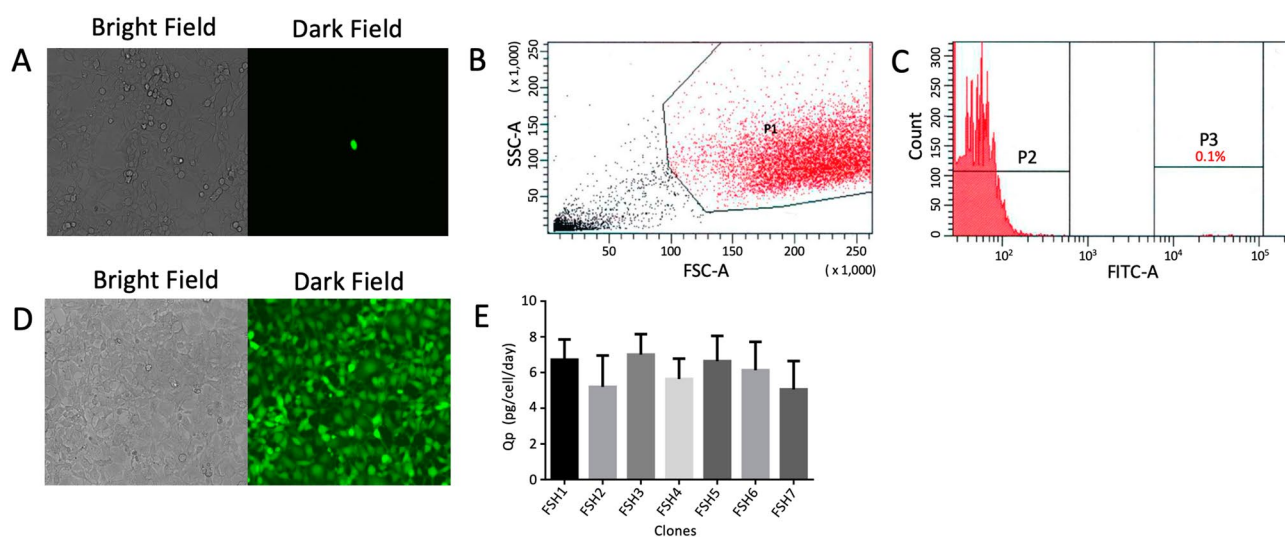 A
Bright Field
Dark Field
B
SSC-A
( x 1,000)
250
200
150
100
50
P1
50
100
150
200
250
FSC-A
( x 1,000)
C
Count
300
250
200
150
100
50
0
P2
P3
0.1%
10²
10³
10⁴
10⁵
FITC-A
D
Bright Field
Dark Field
E
Qp (pg/cell/day)
10
8
6
4
2
0
FSH1
FSH2
FSH3
FSH4
FSH5
FSH6
FSH7
Clones